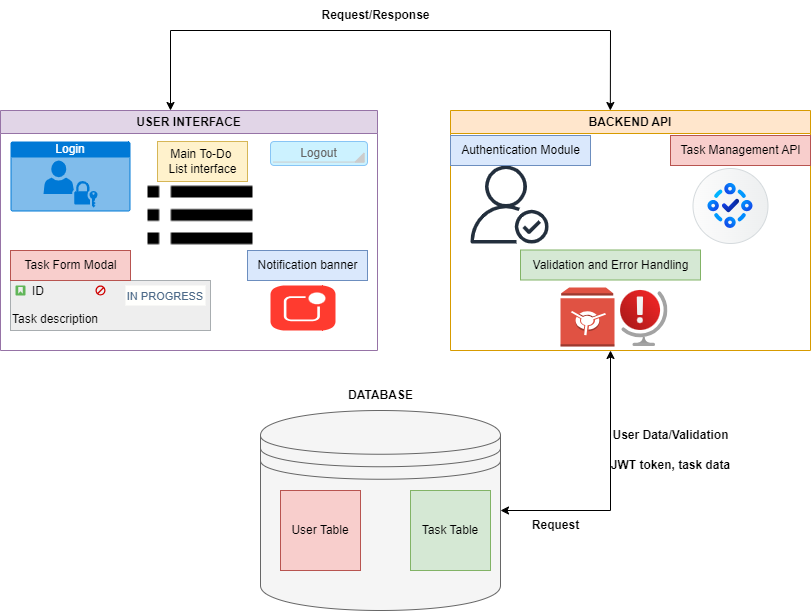 Request/Response
USER INTERFACE
Login
Main To-Do
List interface
Logout
Task Form Modal
ID
IN PROGRESS
Task description
Notification banner
BACKEND API
Authentication Module
Task Management API
Validation and Error Handling
DATABASE
User Table
Task Table
User Data/Validation
JWT token, task data
Request